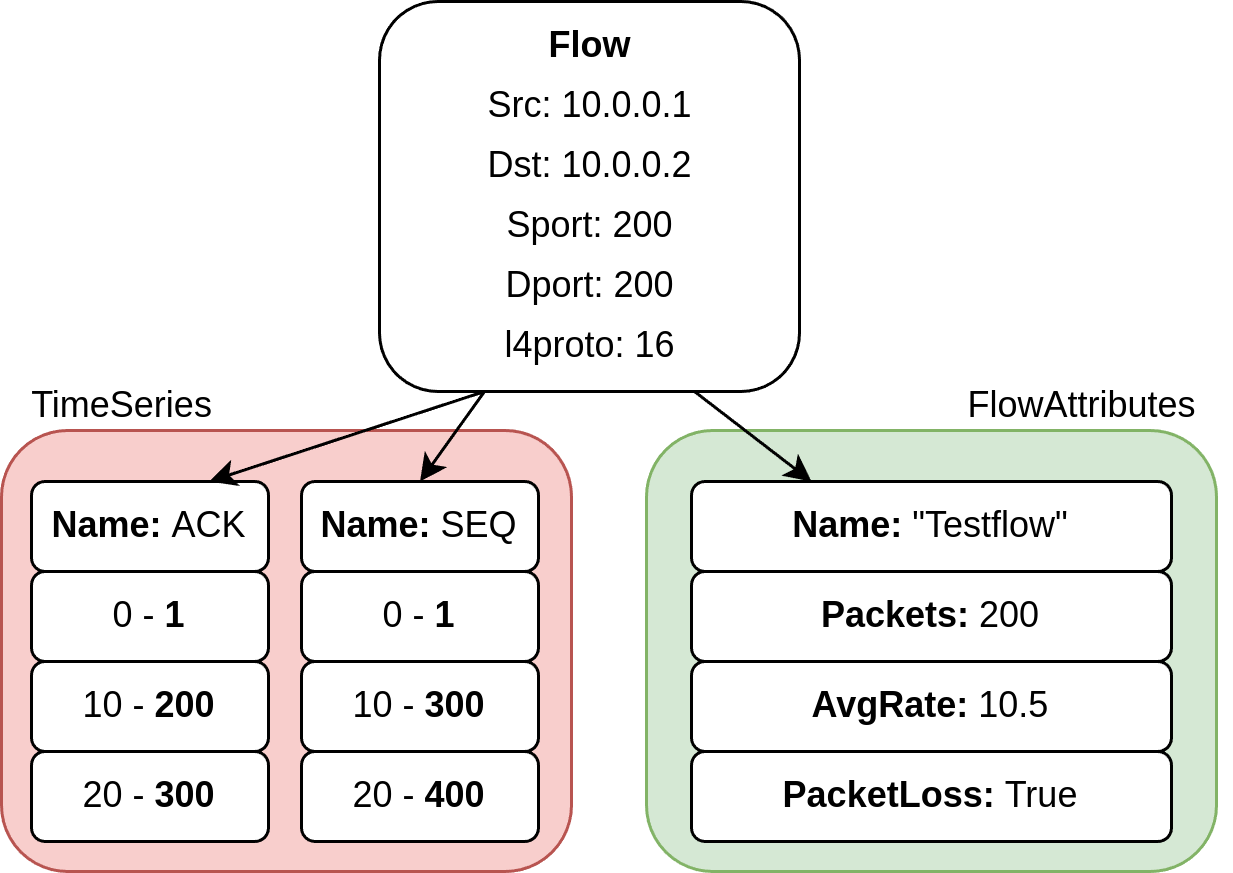 Flow
Src: 10.0.0.1
Dst: 10.0.0.2
Sport: 200
Dport: 200
l4proto: 16
TimeSeries
Name: ACK
0 - 1
10 - 200
20 - 300
Name: SEQ
0 - 1
10 - 300
20 - 400
FlowAttributes
Name: "Testflow"
Packets: 200
AvgRate: 10.5
PacketLoss: True